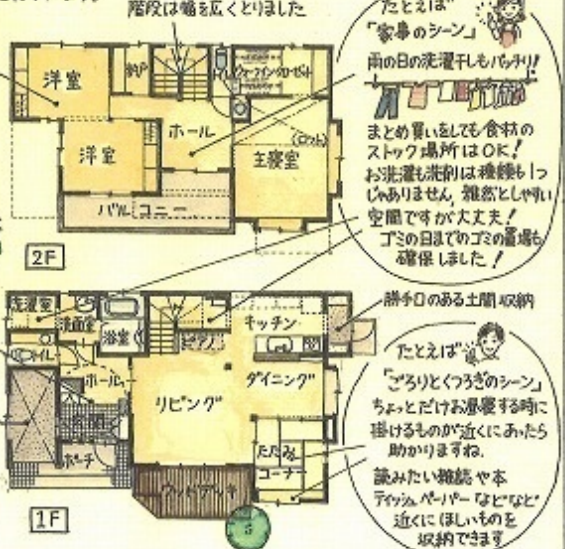 階段は幅を広くとりました
たとえば
「家事のシーン」
雨の日の洗濯干しもバッチリ!
まとめ買いをしても食材の
ストック場所はOK!
お洗濯も洗剤は種類も1つ
じゃありません、雑然としやすい
空間ですが大丈夫!
ゴミの日までのゴミの置場も
確保しました!
洋室
納戸
ウォークインクローゼット
ホール
(ロフト)
洋室
主寝室
バルコニー
2F
勝手口のある土間収納
洗濯室
洗面室
浴室
キッチン
ピアノ
トイレ
ホール
ダイニング
リビング
玄関
たたみ
コーナー
ポーチ
ウッドデッキ
1F
たとえば
「ごろりとくつろぎのシーン」
ちょっとだけお昼寝する時に
掛けるものが近くにあったら
助かりますね.
読みたい雑誌や本
ティッシュペーパーなどなど
近くにほしいものを
収納できます